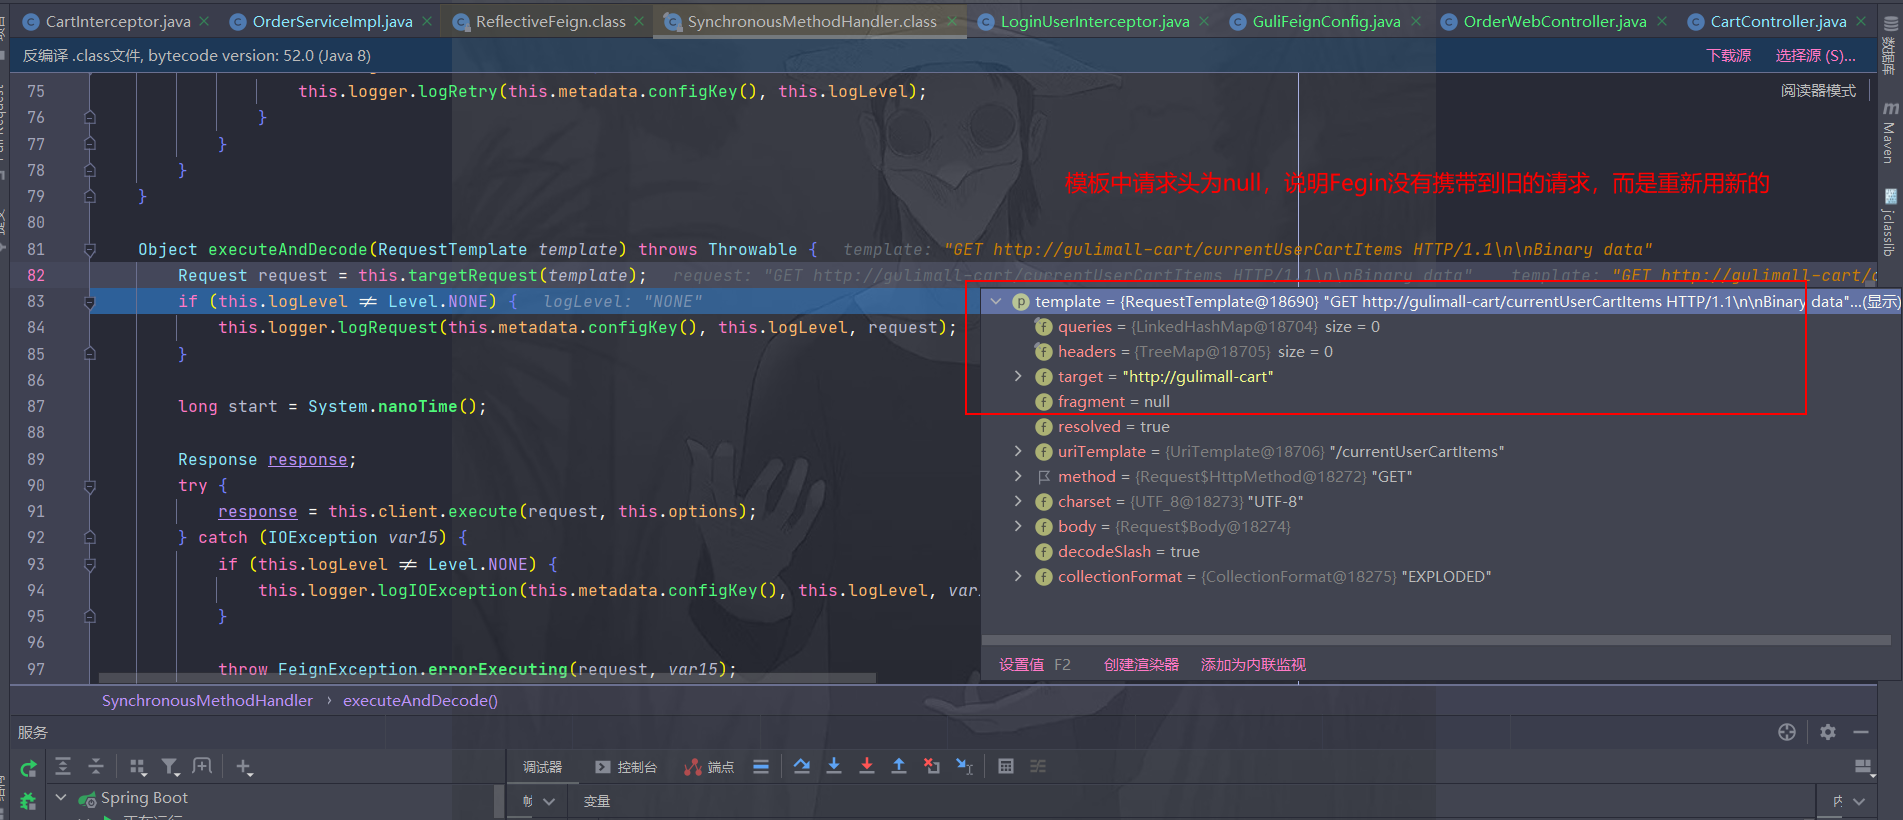 CartInterceptor.java OrderServiceImpl.java ReflectiveFeign.class SynchronousMethodHandler.class LoginUserInterceptor.java GuliFeignConfig.java OrderWebController.java CartController.java
反编译 .class文件, bytecode version: 52.0 (Java 8) 下载源 选择源 (S)...
阅读器模式
75 this.logger.logRetry(this.metadata.configKey(), this.logLevel);
76 }
77 }
78 }
模板中请求头为null，说明Fegin没有携带到旧的请求，而是重新用新的
79 }
80
81 Object executeAndDecode(RequestTemplate template) throws Throwable { template: "GET http://gulimall-cart/currentUserCartItems HTTP/1.1\n\nBinary data"
82 Request request = this.targetRequest(template); request: "GET http://gulimall-cart/currentUserCartItems HTTP/1.1\n\nBinary data" template: "GET http://gulimall-cart/c
83 if (this.logLevel ≠ Level.NONE) { logLevel: "NONE"
84 this.logger.logRequest(this.metadata.configKey(), this.logLevel, request);
85 }
86
87 long start = System.nanoTime();
88
89 Response response;
90 try {
91 response = this.client.execute(request, this.options);
92 } catch (IOException var15) {
93 if (this.logLevel ≠ Level.NONE) {
94 this.logger.logIOException(this.metadata.configKey(), this.logLevel, var
95 }
96
97 throw FeignException.errorExecuting(request, var15);
template = {RequestTemplate@18690} "GET http://gulimall-cart/currentUserCartItems HTTP/1.1\n\nBinary data"...(显示)
queries = {LinkedHashMap@18704} size = 0
headers = {TreeMap@18705} size = 0
target = "http://gulimall-cart"
fragment = null
resolved = true
uriTemplate = {UriTemplate@18706} "/currentUserCartItems"
method = {Request$HttpMethod@18272} "GET"
charset = {UTF_8@18273} "UTF-8"
body = {Request$Body@18274}
decodeSlash = true
collectionFormat = {CollectionFormat@18275} "EXPLODED"
设置值 F2 创建渲染器 添加为内联监视
SynchronousMethodHandler › executeAndDecode()
服务
调试器 控制台 端点
Spring Boot
帧 变量
正在运行
数据库
Maven
jclasslib